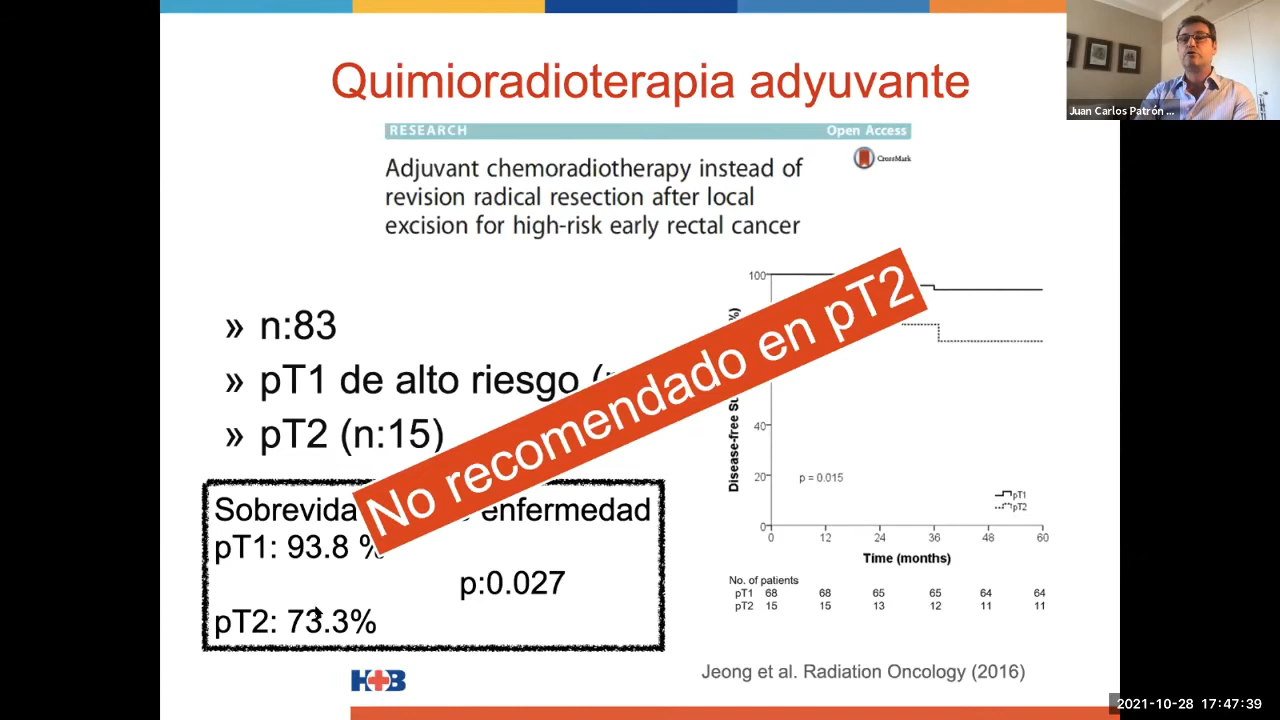 Quimioradioterapia adyuvante
Juan Carlos Patrón ...
RESEARCH
Open Access
CrossMark
Adjuvant chemoradiotherapy instead of
revision radical resection after local
excision for high-risk early rectal cancer
» n:83
» pT1 de alto riesgo (
» pT2 (n:15)
No recomendado en pT2
Sobrevida enfermedad
pT1: 93.8 %
p:0.027
pT2: 73.3%
100
40
20
0
Disease-free Su %)
p = 0.015
pT1
pT2
0 12 24 36 48 60
Time (months)
No. of patients
pT1 68 68 65 65 64 64
pT2 15 15 13 12 11 11
HB
Jeong et al. Radiation Oncology (2016)
2021-10-28 17:47:39